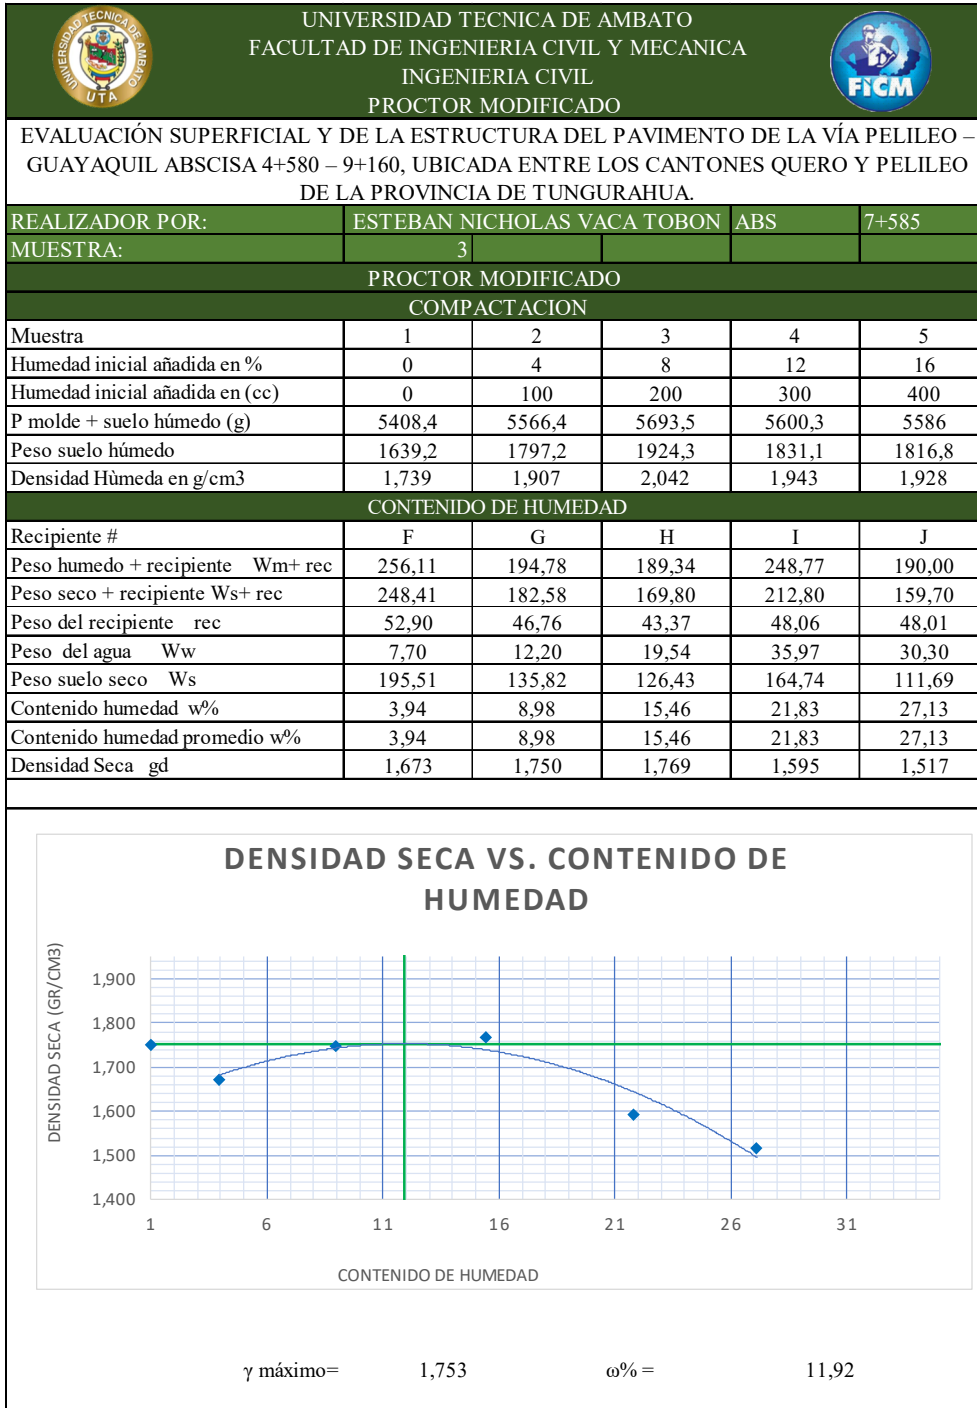 UNIVERSIDAD TECNICA DE AMBATO
FACULTAD DE INGENIERIA CIVIL Y MECANICA
INGENIERIA CIVIL
PROCTOR MODIFICADO
UNIVERSIDAD TECNICA DE AMBATO
UTA
FICM
EVALUACIÓN SUPERFICIAL Y DE LA ESTRUCTURA DEL PAVIMENTO DE LA VÍA PELILEO –
GUAYAQUIL ABSCISA 4+580 – 9+160, UBICADA ENTRE LOS CANTONES QUERO Y PELILEO
DE LA PROVINCIA DE TUNGURAHUA.
REALIZADOR POR: ESTEBAN NICHOLAS VACA TOBON ABS 7+585
MUESTRA: 3
PROCTOR MODIFICADO
COMPACTACION
Muestra 1 2 3 4 5
Humedad inicial añadida en % 0 4 8 12 16
Humedad inicial añadida en (cc) 0 100 200 300 400
P molde + suelo húmedo (g) 5408,4 5566,4 5693,5 5600,3 5586
Peso suelo húmedo 1639,2 1797,2 1924,3 1831,1 1816,8
Densidad Hùmeda en g/cm3 1,739 1,907 2,042 1,943 1,928
CONTENIDO DE HUMEDAD
Recipiente # F G H I J
Peso humedo + recipiente Wm+ rec 256,11 194,78 189,34 248,77 190,00
Peso seco + recipiente Ws+ rec 248,41 182,58 169,80 212,80 159,70
Peso del recipiente rec 52,90 46,76 43,37 48,06 48,01
Peso del agua Ww 7,70 12,20 19,54 35,97 30,30
Peso suelo seco Ws 195,51 135,82 126,43 164,74 111,69
Contenido humedad w% 3,94 8,98 15,46 21,83 27,13
Contenido humedad promedio w% 3,94 8,98 15,46 21,83 27,13
Densidad Seca gd 1,673 1,750 1,769 1,595 1,517
DENSIDAD SECA VS. CONTENIDO DE
HUMEDAD
DENSIDAD SECA (GR/CM3)
1,900
1,800
1,700
1,600
1,500
1,400
1 6 11 16 21 26 31
CONTENIDO DE HUMEDAD
γ máximo= 1,753 ω% = 11,92